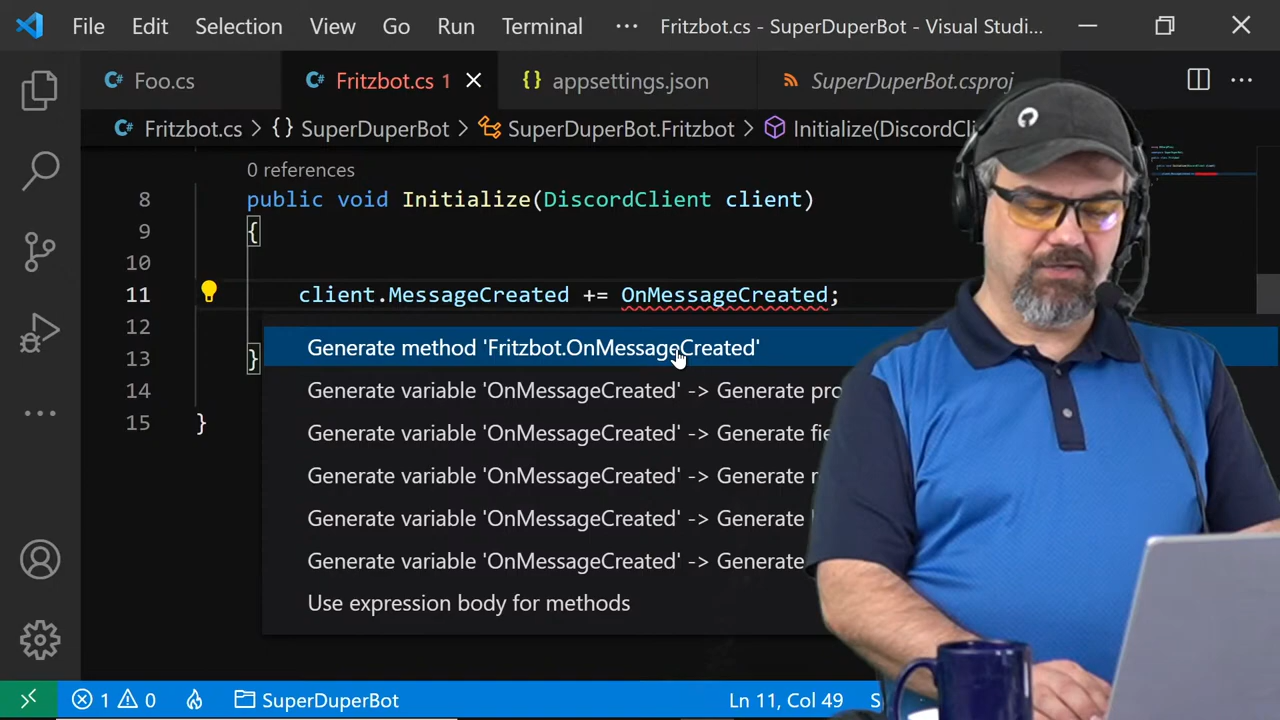 File Edit Selection View Go Run Terminal ··· Fritzbot.cs - SuperDuperBot - Visual Studi...
Foo.cs Fritzbot.cs 1 appsettings.json SuperDuperBot.csproj ···
Fritzbot.cs > {} SuperDuperBot > SuperDuperBot.Fritzbot > Initialize(DiscordCli
0 references
8 public void Initialize(DiscordClient client)
9 {
10
11 client.MessageCreated += OnMessageCreated;
12
Generate method 'Fritzbot.OnMessageCreated'
13 }
14 Generate variable 'OnMessageCreated' -> Generate pro
15 } Generate variable 'OnMessageCreated' -> Generate fie
Generate variable 'OnMessageCreated' -> Generate r
Generate variable 'OnMessageCreated' -> Generate
Generate variable 'OnMessageCreated' -> Generate
Use expression body for methods
1 0 SuperDuperBot Ln 11, Col 49 S